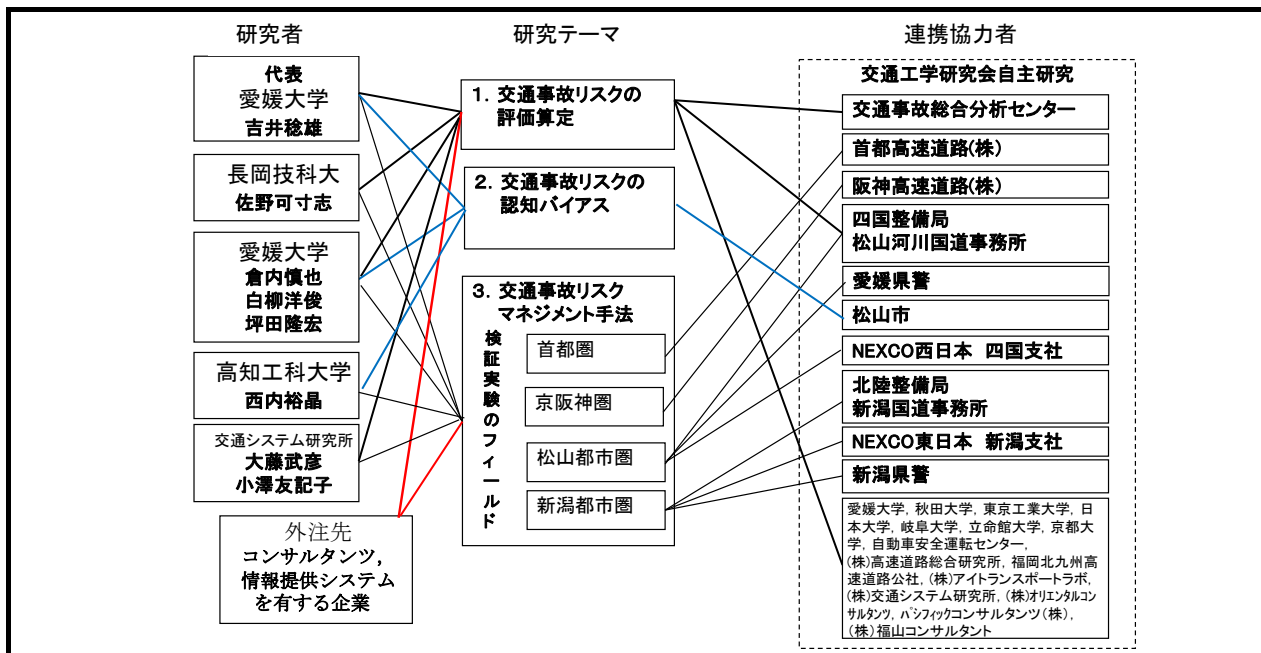 研究者
代表
愛媛大学
吉井稔雄
長岡技科大
佐野可寸志
愛媛大学
倉内慎也
白柳洋俊
坪田隆宏
高知工科大学
西内裕晶
交通システム研究所
大藤武彦
小澤友記子
外注先
コンサルタンツ，
情報提供システム
を有する企業
研究テーマ
1．交通事故リスクの
評価算定
2．交通事故リスクの
認知バイアス
3．交通事故リスク
マネジメント手法
検証実験のフィールド
首都圏
京阪神圏
松山都市圏
新潟都市圏
連携協力者
交通工学研究会自主研究
交通事故総合分析センター
首都高速道路(株)
阪神高速道路(株)
四国整備局
松山河川国道事務所
愛媛県警
松山市
NEXCO西日本　四国支社
北陸整備局
新潟国道事務所
NEXCO東日本　新潟支社
新潟県警
愛媛大学，秋田大学，東京工業大学，日
本大学，岐阜大学，立命館大学，京都大
学，自動車安全運転センター，
(株)高速道路総合研究所，福岡北九州高
速道路公社，(株)アイトランスポートラボ，
(株)交通システム研究所，(株)オリエンタルコン
サルタンツ，パシフィックコンサルタンツ(株)，
(株)福山コンサルタント